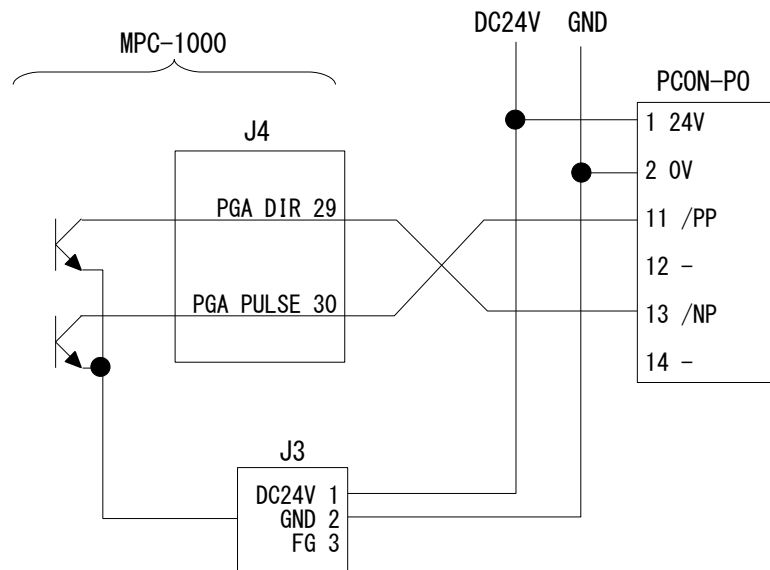 DC24V GND
MPC-1000
PCON-PO
J4
1 24V
2 0V
PGA DIR 29
11 /PP
12 -
PGA PULSE 30
13 /NP
14 -
J3
DC24V 1
GND 2
FG 3